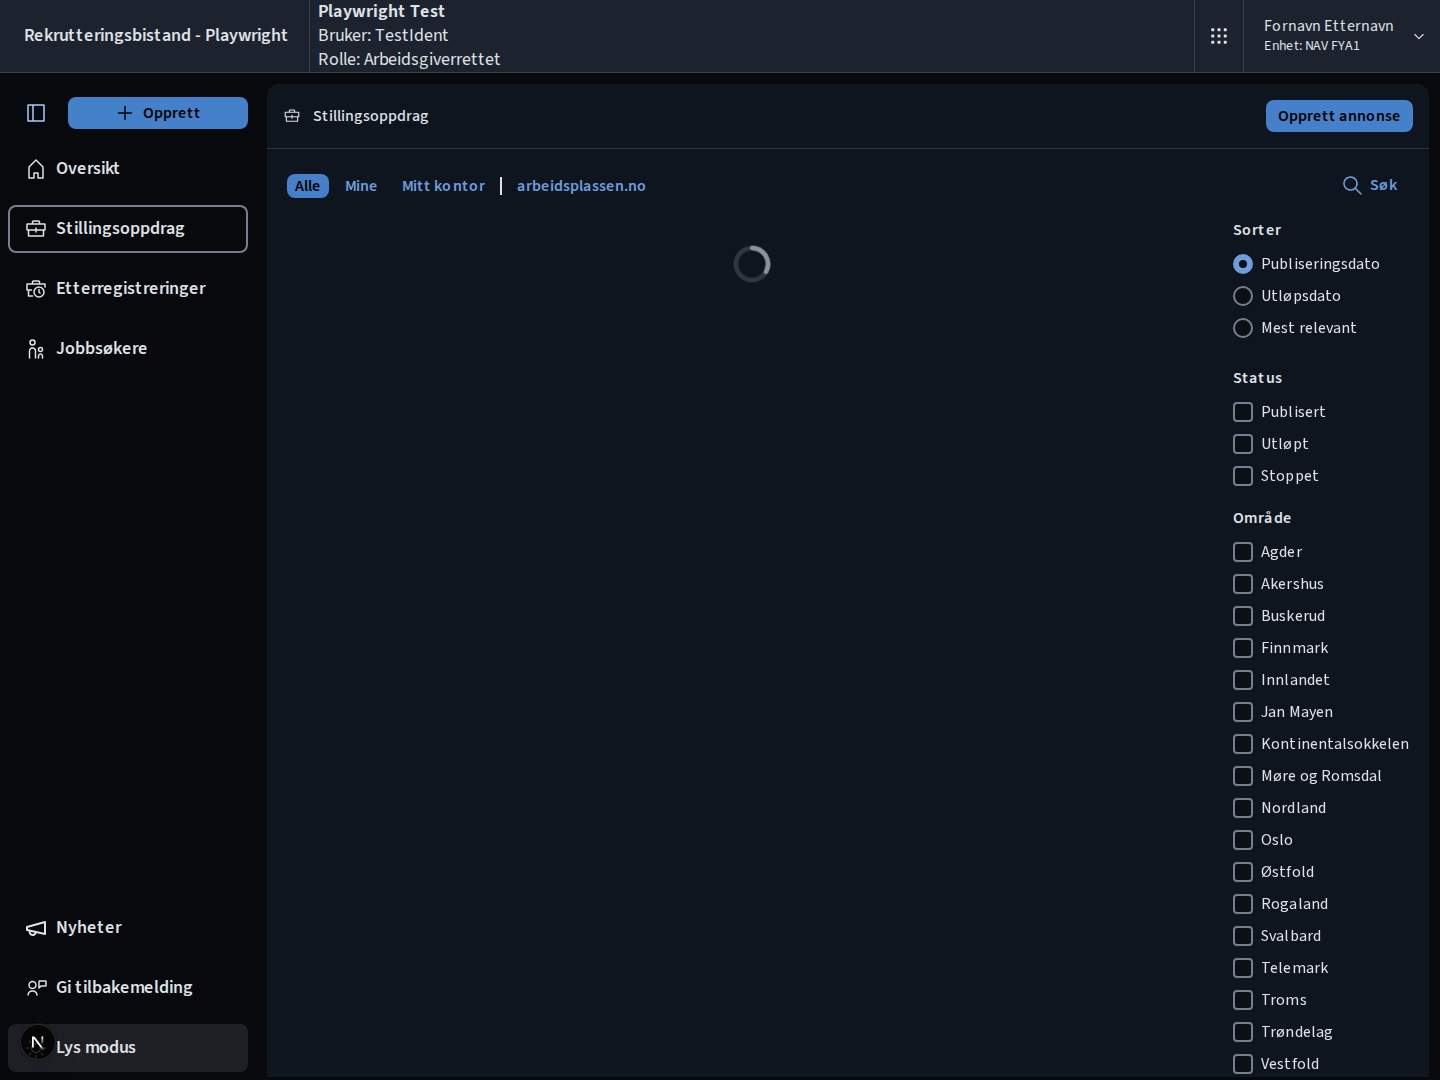 Rekrutteringsbistand - Playwright
Playwright Test
Bruker: TestIdent
Rolle: Arbeidsgiverrettet
Fornavn Etternavn
Enhet: NAV FYA1
Opprett
Oversikt
Stillingsoppdrag
Etterregistreringer
Jobbsøkere
Nyheter
Gi tilbakemelding
N
Lys modus
Stillingsoppdrag
Opprett annonse
Alle
Mine
Mitt kontor
arbeidsplassen.no
Søk
Sorter
Publiseringsdato
Utløpsdato
Mest relevant
Status
Publisert
Utløpt
Stoppet
Område
Agder
Akershus
Buskerud
Finnmark
Innlandet
Jan Mayen
Kontinentalsokkelen
Møre og Romsdal
Nordland
Oslo
Østfold
Rogaland
Svalbard
Telemark
Troms
Trøndelag
Vestfold